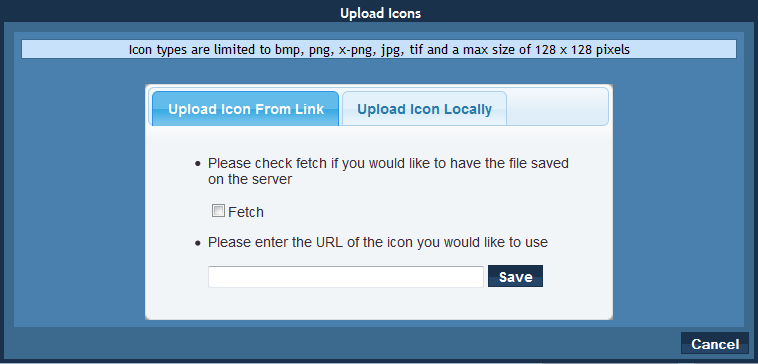 Upload Icons
Icon types are limited to bmp, png, x-png, jpg, tif and a max size of 128 x 128 pixels
Upload Icon From Link
Upload Icon Locally
Please check fetch if you would like to have the file saved
on the server
Fetch
Please enter the URL of the icon you would like to use
Save
Cancel